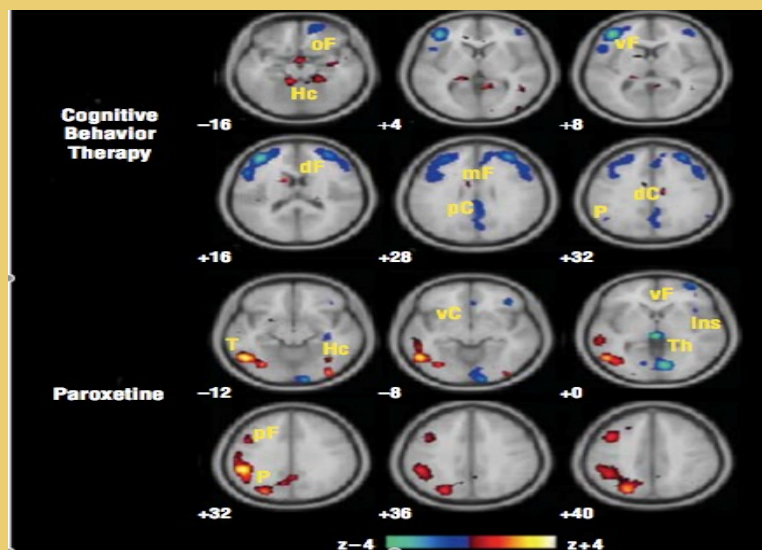 oF
Hc
vF
Cognitive
Behavior
Therapy
−16
+4
+8
dF
mF
pC
dC
P
+16
+28
+32
T
Hc
vC
vF
Ins
Th
Paroxetine
−12
−8
+0
pF
P
+32
+36
+40
z−4
z+4